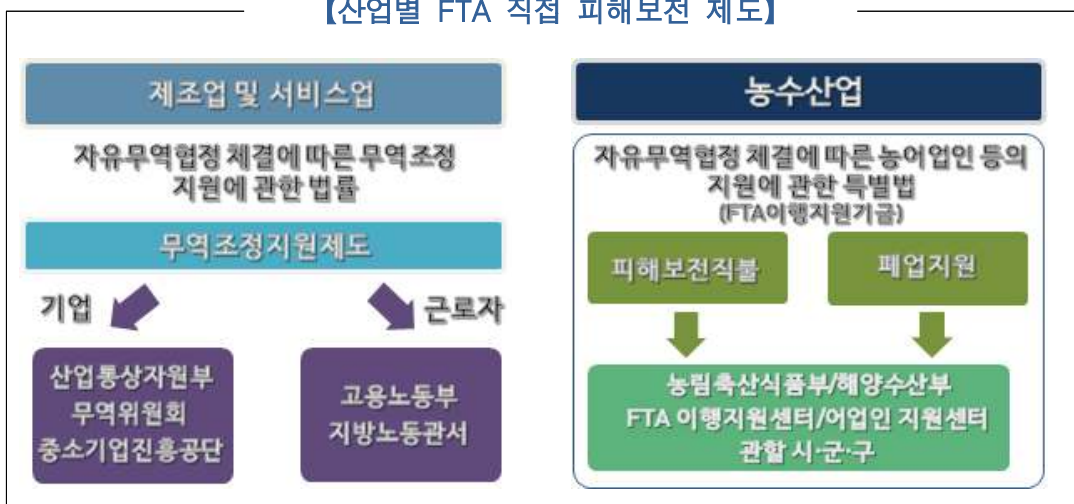 【산업별 FTA 직접 피해보전 제도】
제조업 및 서비스업
자유무역협정 체결에 따른 무역조정
지원에 관한 법률
무역조정지원제도
기업
근로자
산업통상자원부
무역위원회
중소기업진흥공단
고용노동부
지방노동관서
농수산업
자유무역협정 체결에 따른 농어업인 등의
지원에 관한 특별법
(FTA이행지원기금)
피해보전직불
폐업지원
농림축산식품부/해양수산부
FTA 이행지원센터/어업인 지원센터
관할 시·군·구